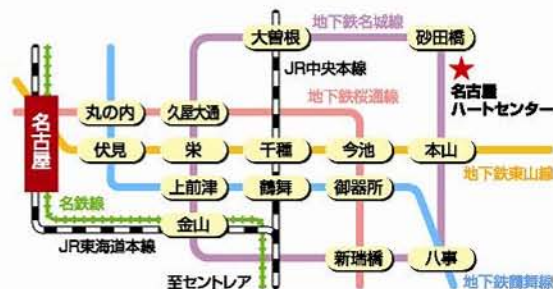 地下鉄名城線
大曽根
砂田橋
JR中央本線
名古屋
ハートセンター
地下鉄桜通線
丸の内
久屋大通
名古屋
伏見
栄
千種
今池
本山
地下鉄東山線
上前津
鶴舞
御器所
名鉄線
金山
JR東海道本線
新瑞橋
八事
至セントレア
地下鉄鶴舞線